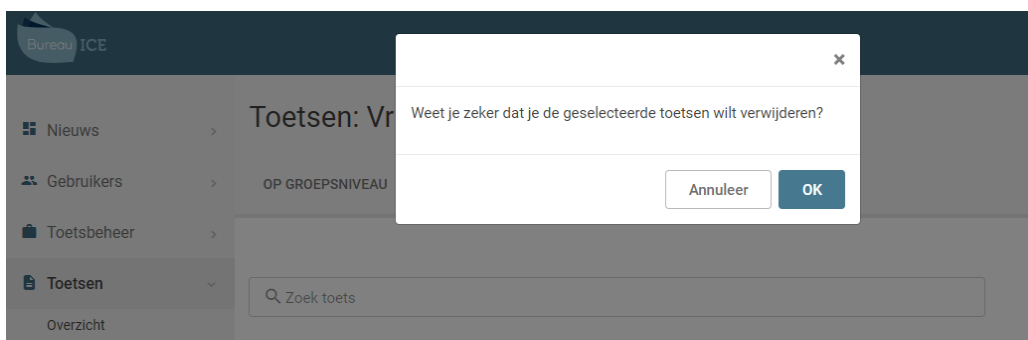 Bureau ICE
Weet je zeker dat je de geselecteerde toetsen wilt verwijderen?
Annuleer
OK
Nieuws
Gebruikers
Toetsbeheer
Toetsen
Overzicht
Toetsen: Vr
OP GROEPSNIVEAU
Zoek toets